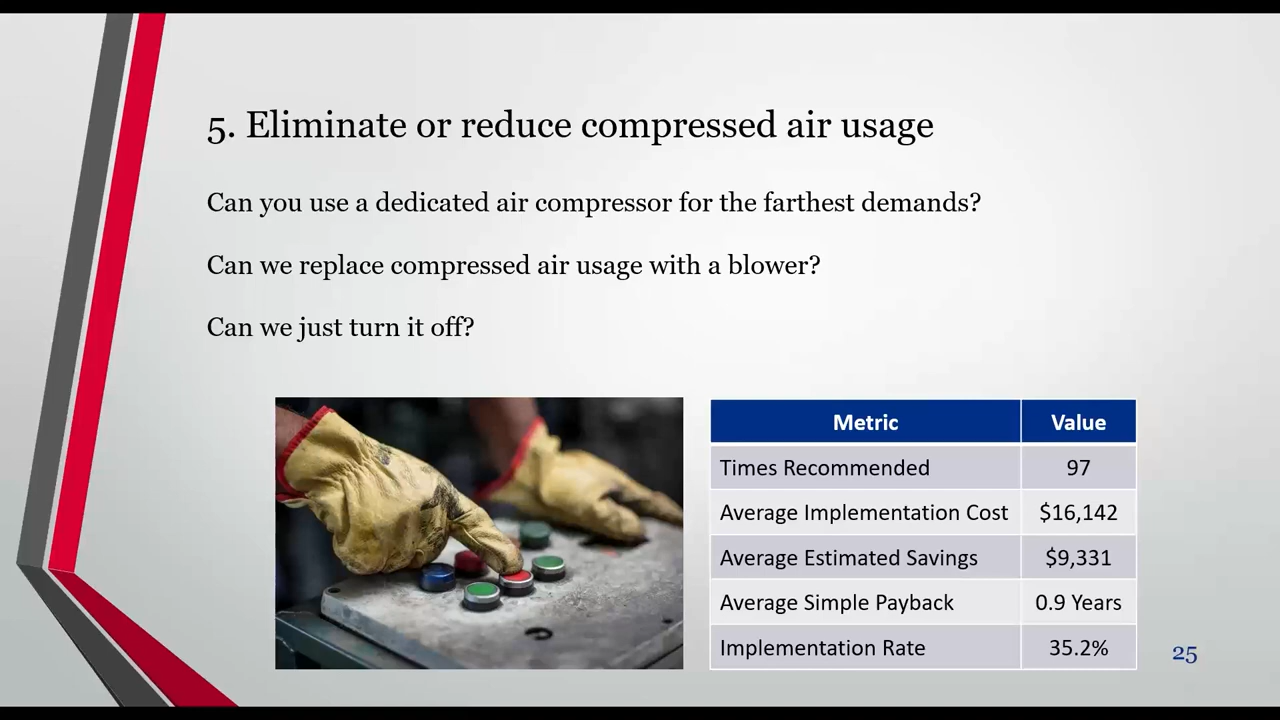 5. Eliminate or reduce compressed air usage
Can you use a dedicated air compressor for the farthest demands?
Can we replace compressed air usage with a blower?
Can we just turn it off?
Metric Value
Times Recommended 97
Average Implementation Cost $16,142
Average Estimated Savings $9,331
Average Simple Payback 0.9 Years
Implementation Rate 35.2%
25